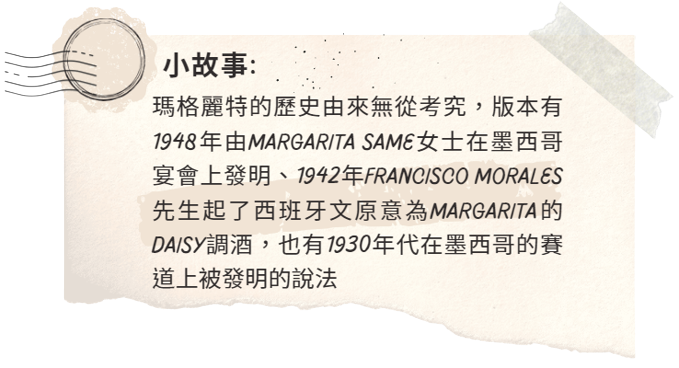 小故事:
瑪格麗特的歷史由來無從考究，版本有
1948年由MARGARITA SAME女士在墨西哥
宴會上發明、1942年FRANCISCO MORALES
先生起了西班牙文原意為MARGARITA的
DAISY調酒，也有1930年代在墨西哥的賽
道上被發明的說法